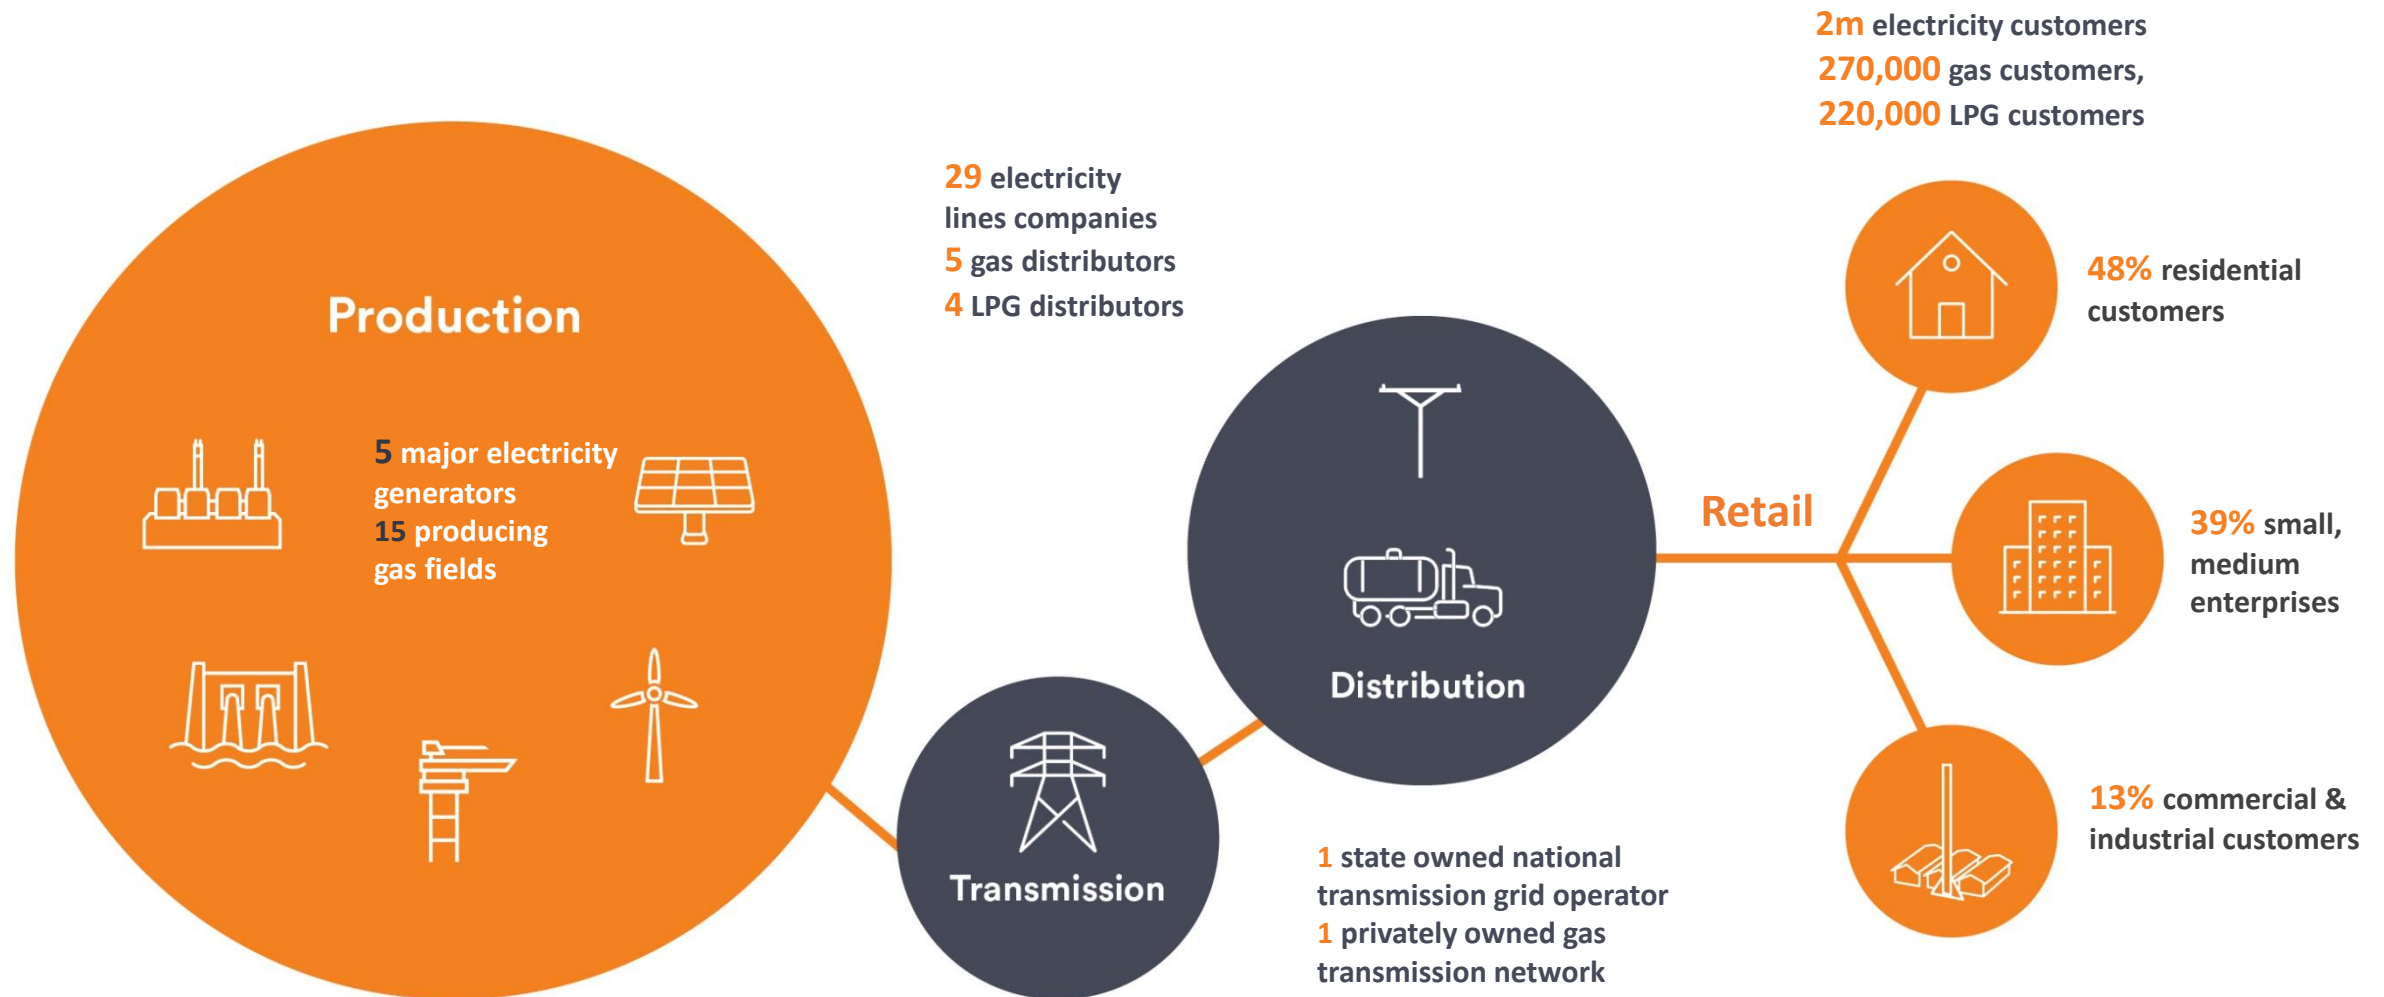 Production
5 major electricity
generators
15 producing
gas fields
29 electricity
lines companies
5 gas distributors
4 LPG distributors
Transmission
1 state owned national
transmission grid operator
1 privately owned gas
transmission network
Distribution
Retail
2m electricity customers
270,000 gas customers,
220,000 LPG customers
48% residential
customers
39% small,
medium
enterprises
13% commercial &
industrial customers